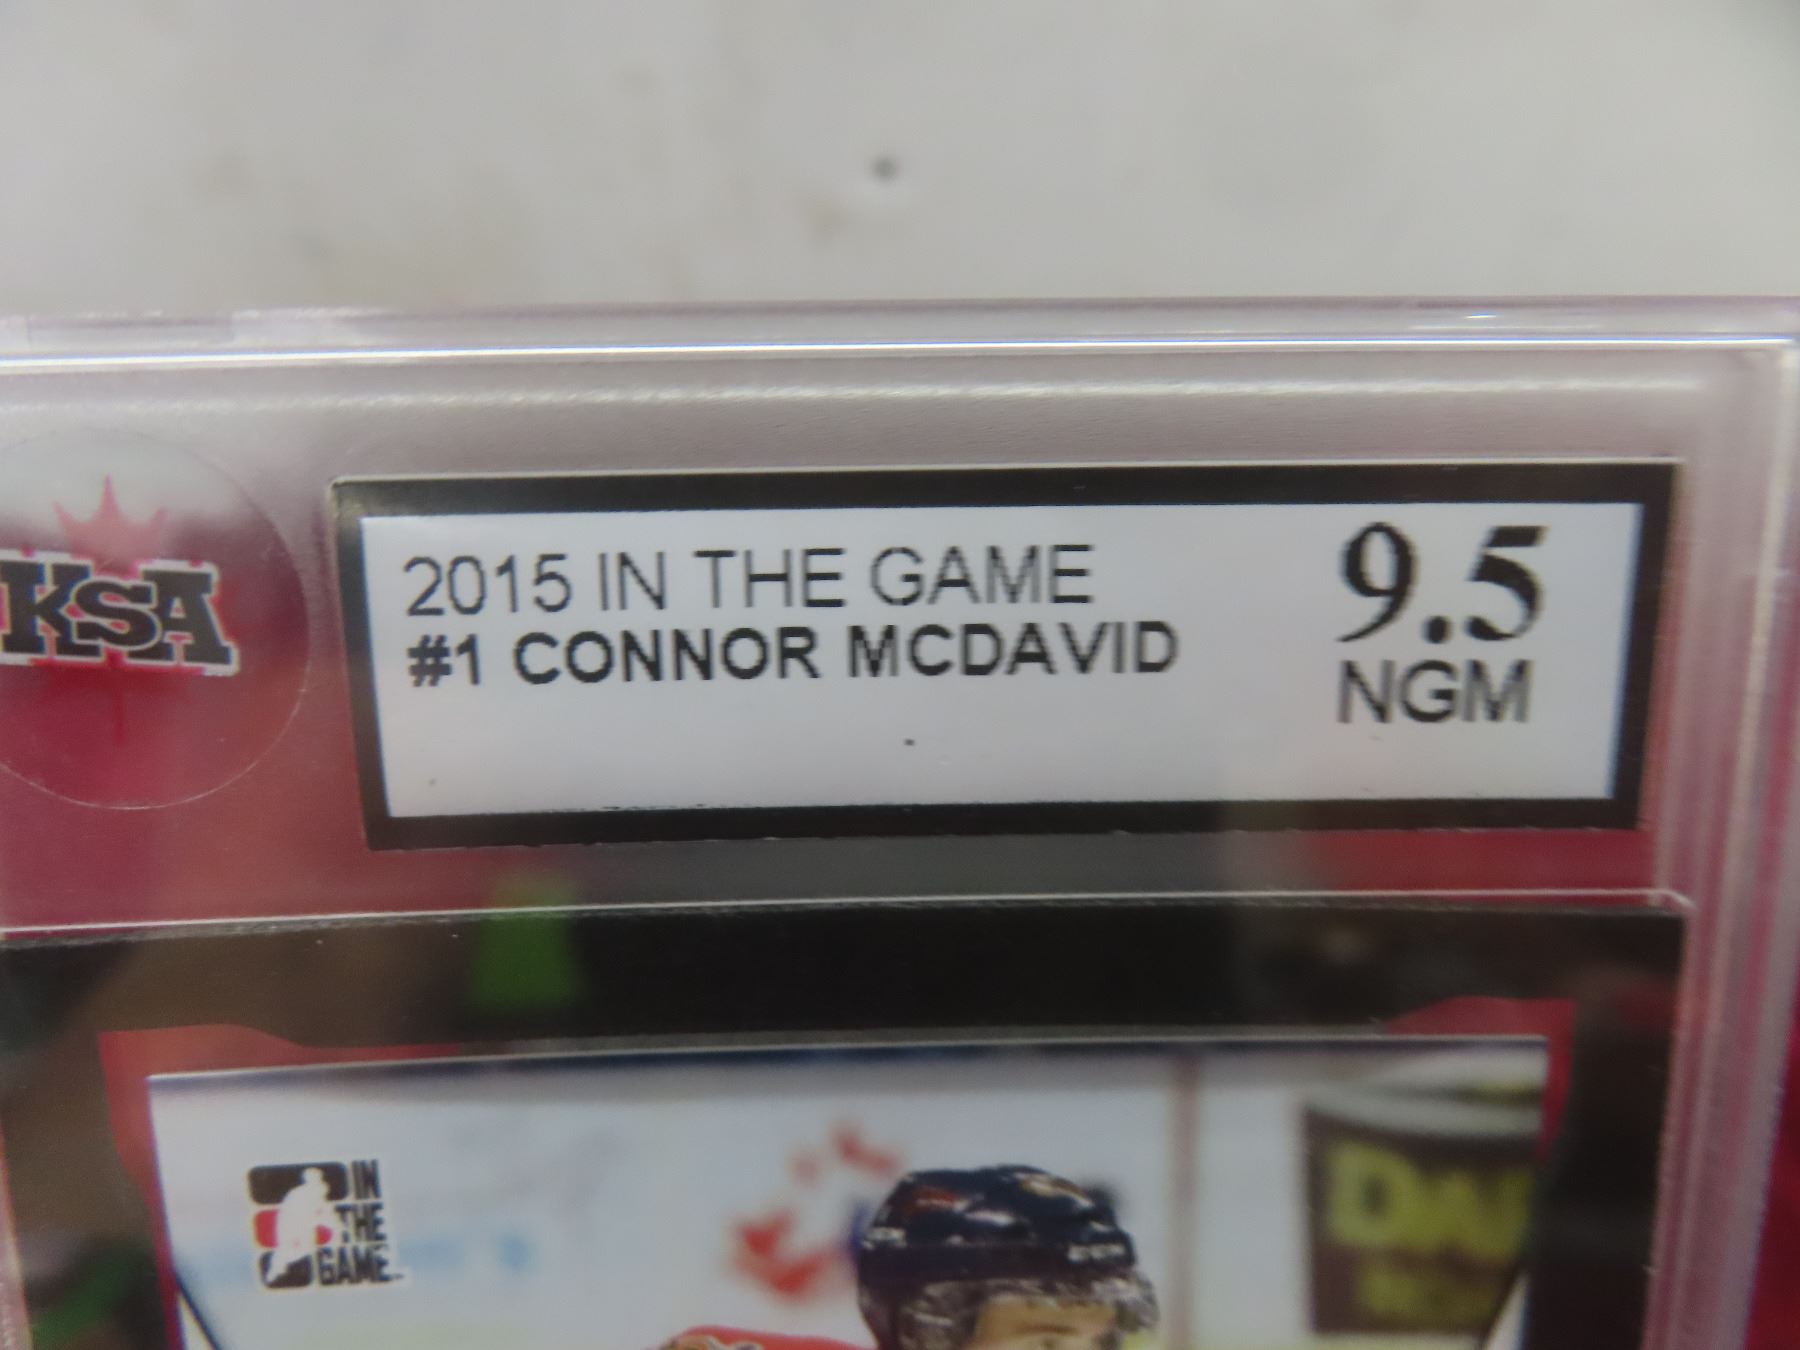 KSA
2015 IN THE GAME
#1 CONNOR MCDAVID
9.5
NGM
IN
THE
GAME